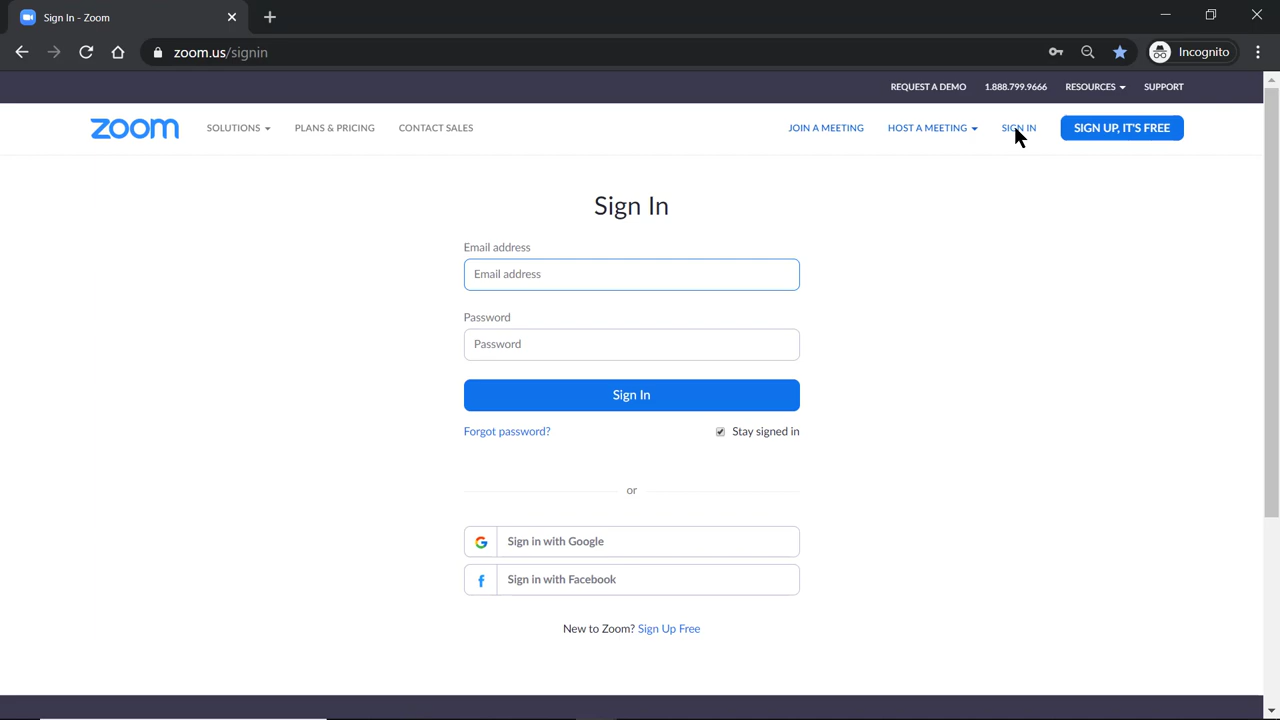 Sign In - Zoom
zoom.us/signin
Incognito
REQUEST A DEMO 1.888.799.9666 RESOURCES SUPPORT
zoom SOLUTIONS PLANS & PRICING CONTACT SALES JOIN A MEETING HOST A MEETING SIGN IN SIGN UP, IT'S FREE
Sign In
Email address
Email address
Password
Password
Sign In
Forgot password? Stay signed in
or
Sign in with Google
Sign in with Facebook
New to Zoom? Sign Up Free